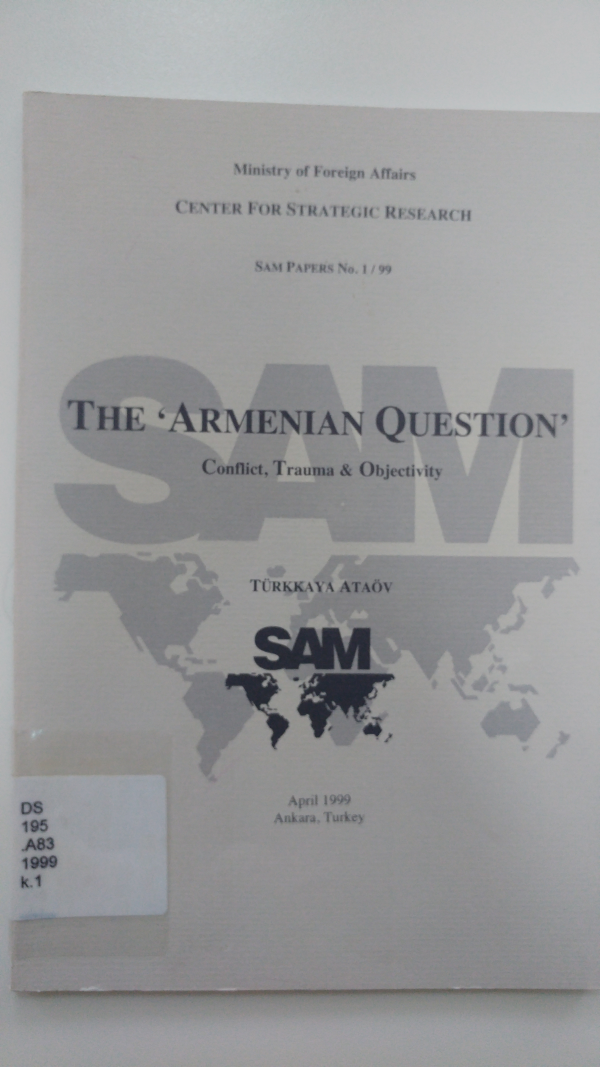 Ministry of Foreign Affairs
CENTER FOR STRATEGIC RESEARCH
SAM PAPERS No. 1 / 99
SAM
THE ‘ARMENIAN QUESTION’
Conflict, Trauma & Objectivity
TÜRKKAYA ATAÖV
SAM
April 1999
Ankara, Turkey
DS
195
.A83
1999
k.1